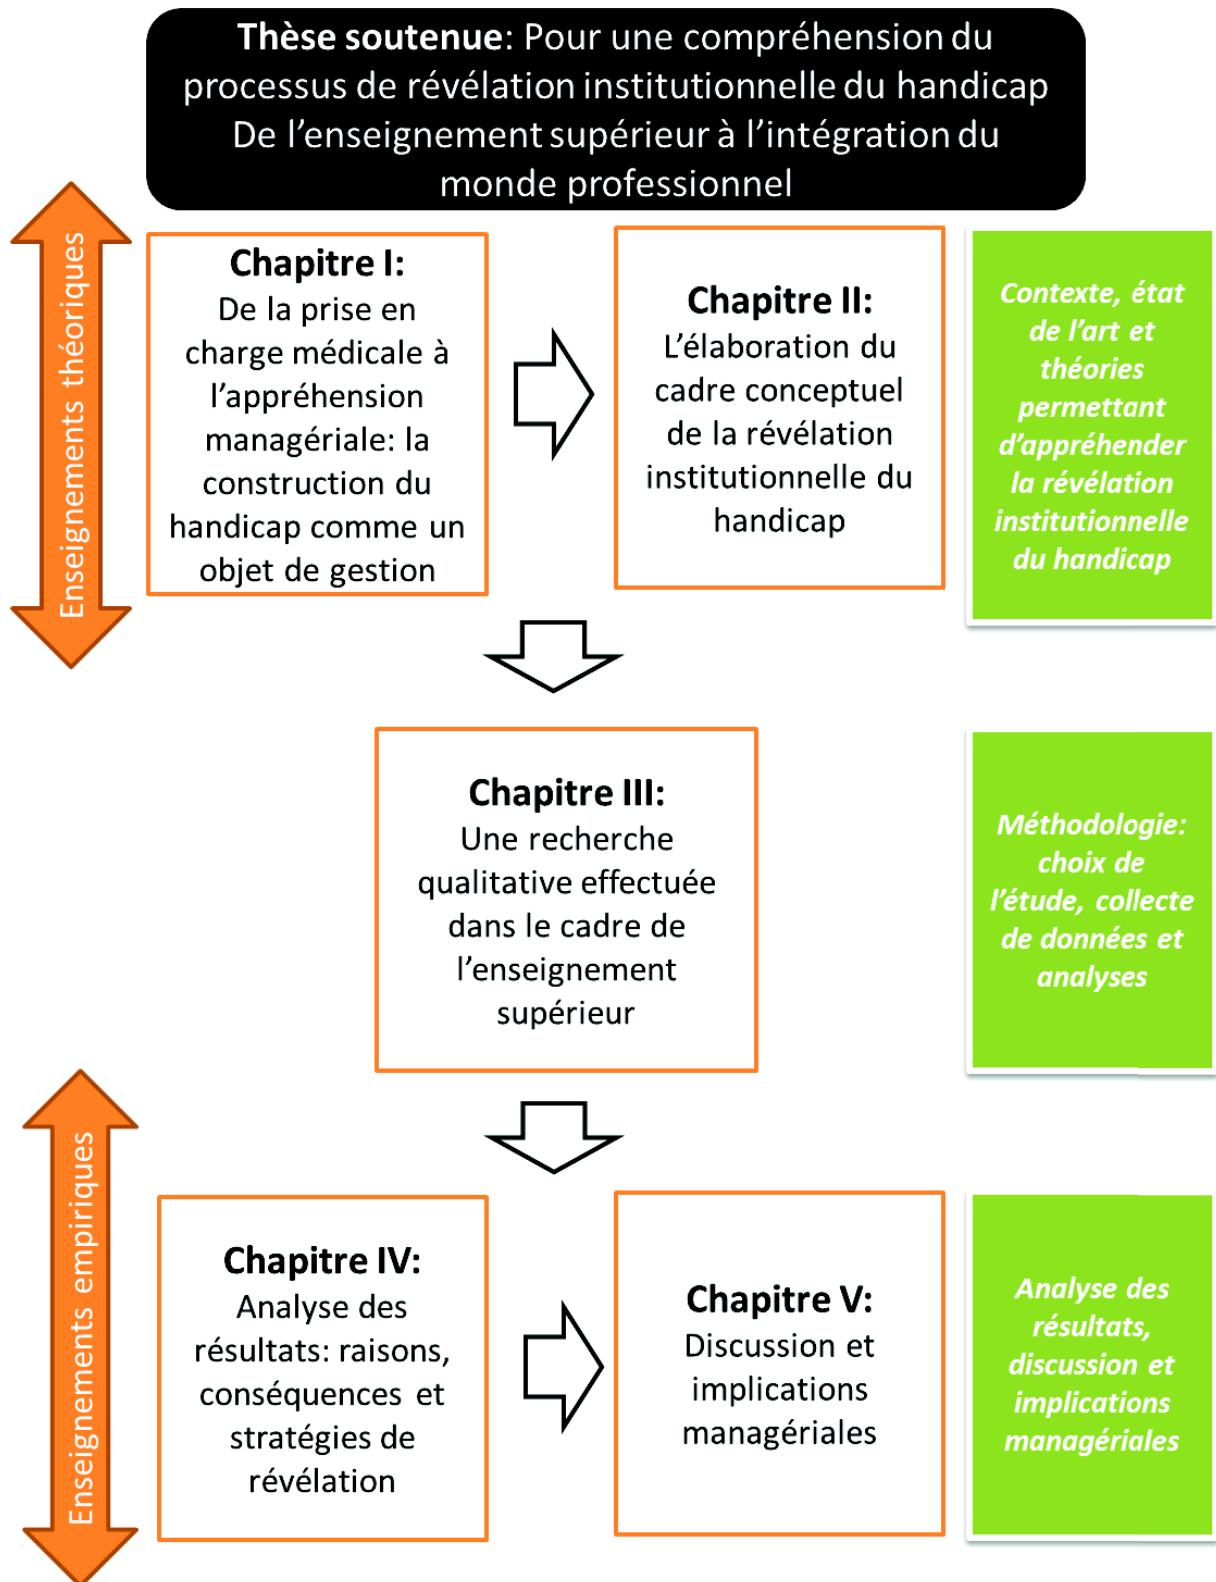 Thèse soutenue: Pour une compréhension du
processus de révélation institutionnelle du handicap
De l’enseignement supérieur à l’intégration du
monde professionnel
Enseignements théoriques
Chapitre I:
De la prise en
charge médicale à
l’appréhension
managériale: la
construction du
handicap comme un
objet de gestion
Chapitre II:
L’élaboration du
cadre conceptuel
de la révélation
institutionnelle du
handicap
Contexte, état
de l’art et
théories
permettant
d’appréhender
la révélation
institutionnelle
du handicap
Chapitre III:
Une recherche
qualitative effectuée
dans le cadre de
l’enseignement
supérieur
Méthodologie:
choix de
l’étude, collecte
de données et
analyses
Enseignements empiriques
Chapitre IV:
Analyse des
résultats: raisons,
conséquences et
stratégies de
révélation
Chapitre V:
Discussion et
implications
managériales
Analyse des
résultats,
discussion et
implications
managériales